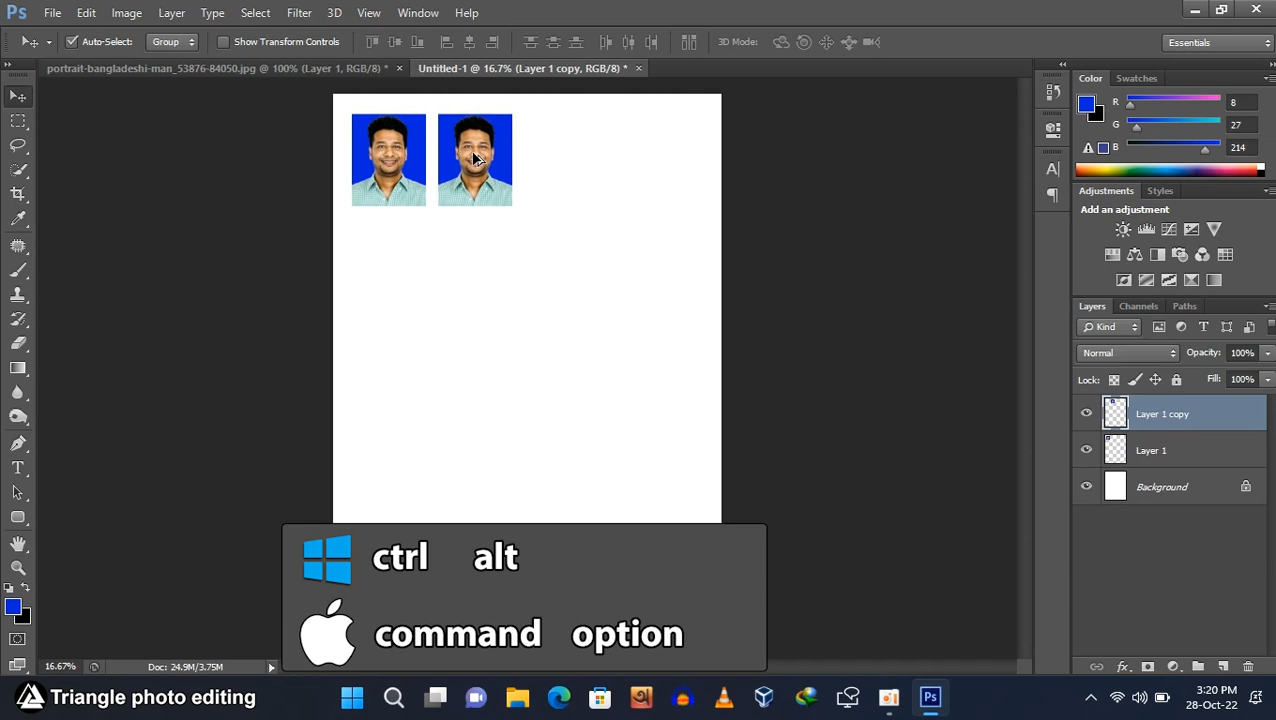 Ps File Edit Image Layer Type Select Filter 3D View Window Help
Auto-Select: Group Show Transform Controls 3D Mode: Essentials
portrait-bangladeshi-man_53876-84050.jpg @ 100% (Layer 1, RGB/8) * × Untitled-1 @ 16.7% (Layer 1 copy, RGB/8) * ×
Color Swatches
R 8
G 27
B 214
Adjustments Styles
Add an adjustment
Layers Channels Paths
Kind
Normal Opacity: 100%
Lock: Fill: 100%
Layer 1 copy
Layer 1
Background
ctrl alt
command option
16.67% Doc: 24.9M/3.75M
Triangle photo editing
3:20 PM
28-Oct-22